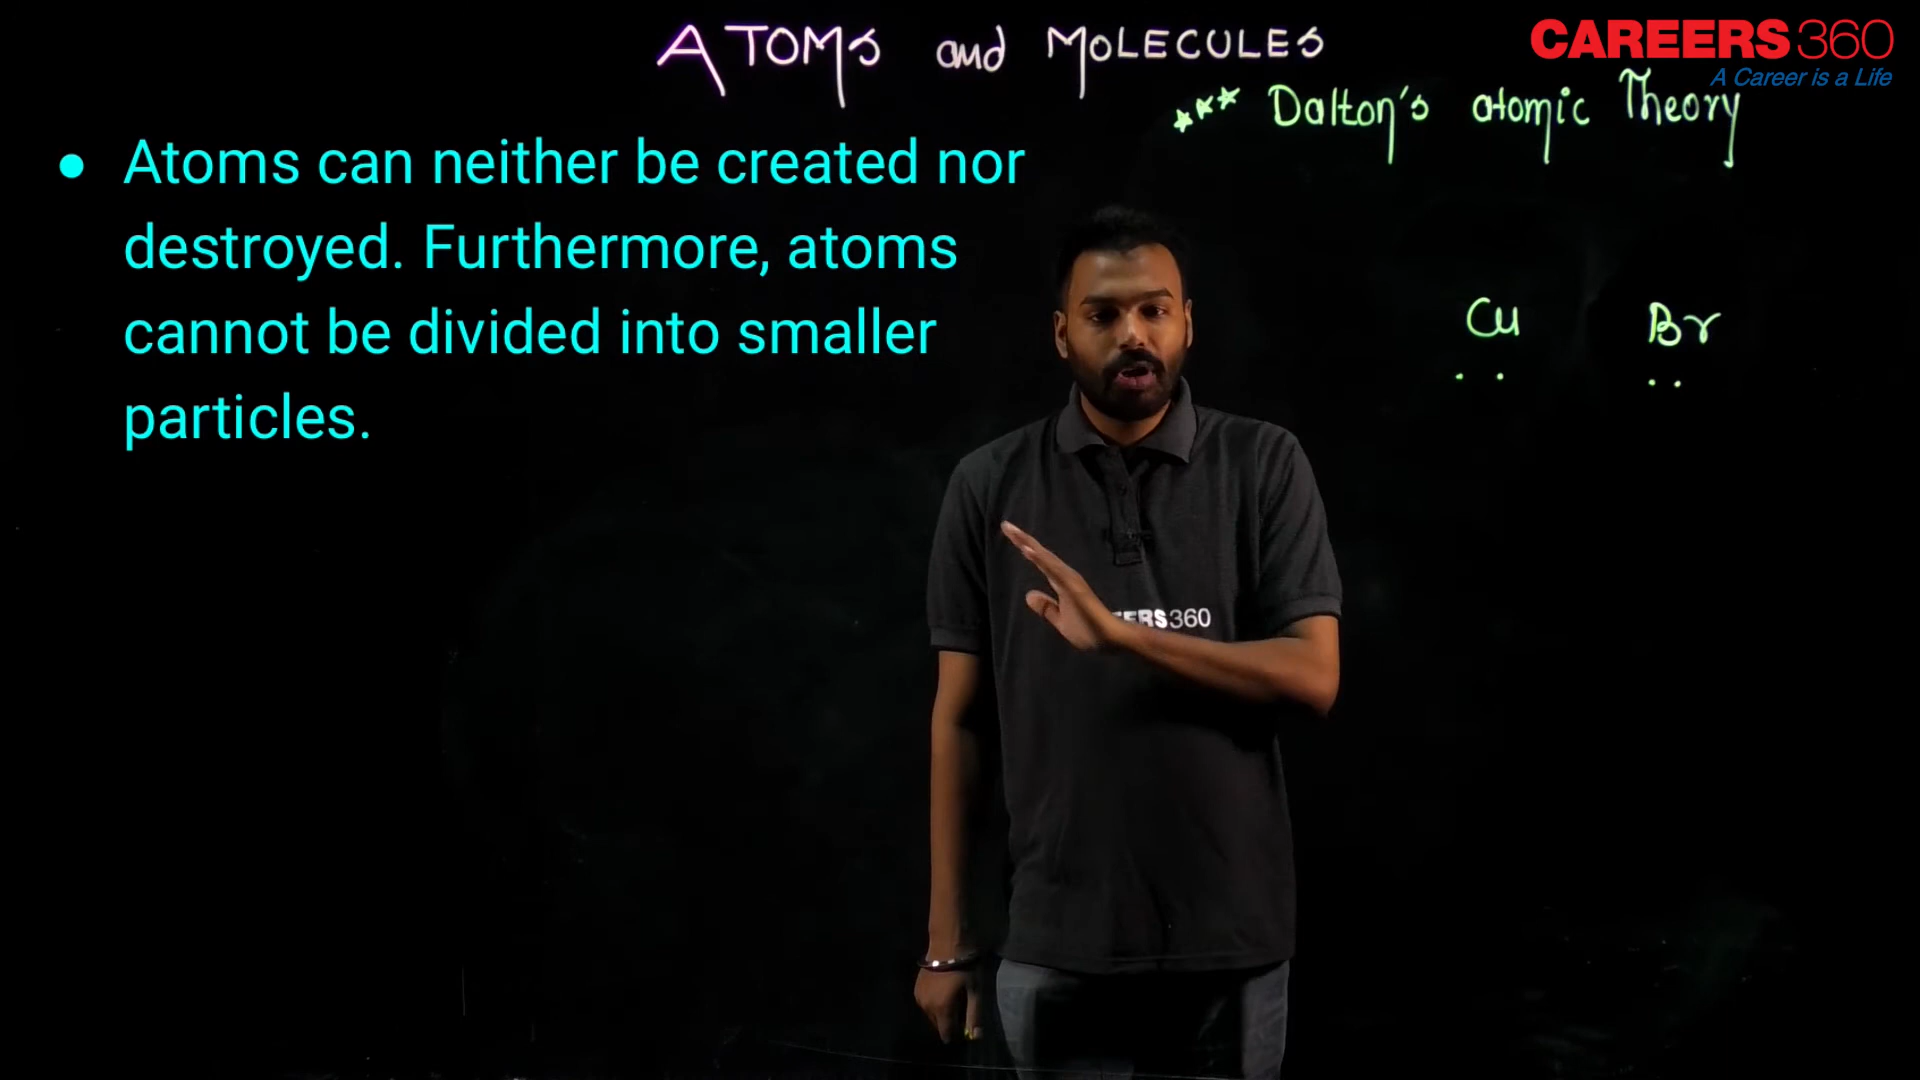 ATOMS and MOLECULES
CAREERS360
A Career is a Life
*** Dalton's atomic Theory
● Atoms can neither be created nor
destroyed. Furthermore, atoms
cannot be divided into smaller
particles.
Cu Br
EERS360